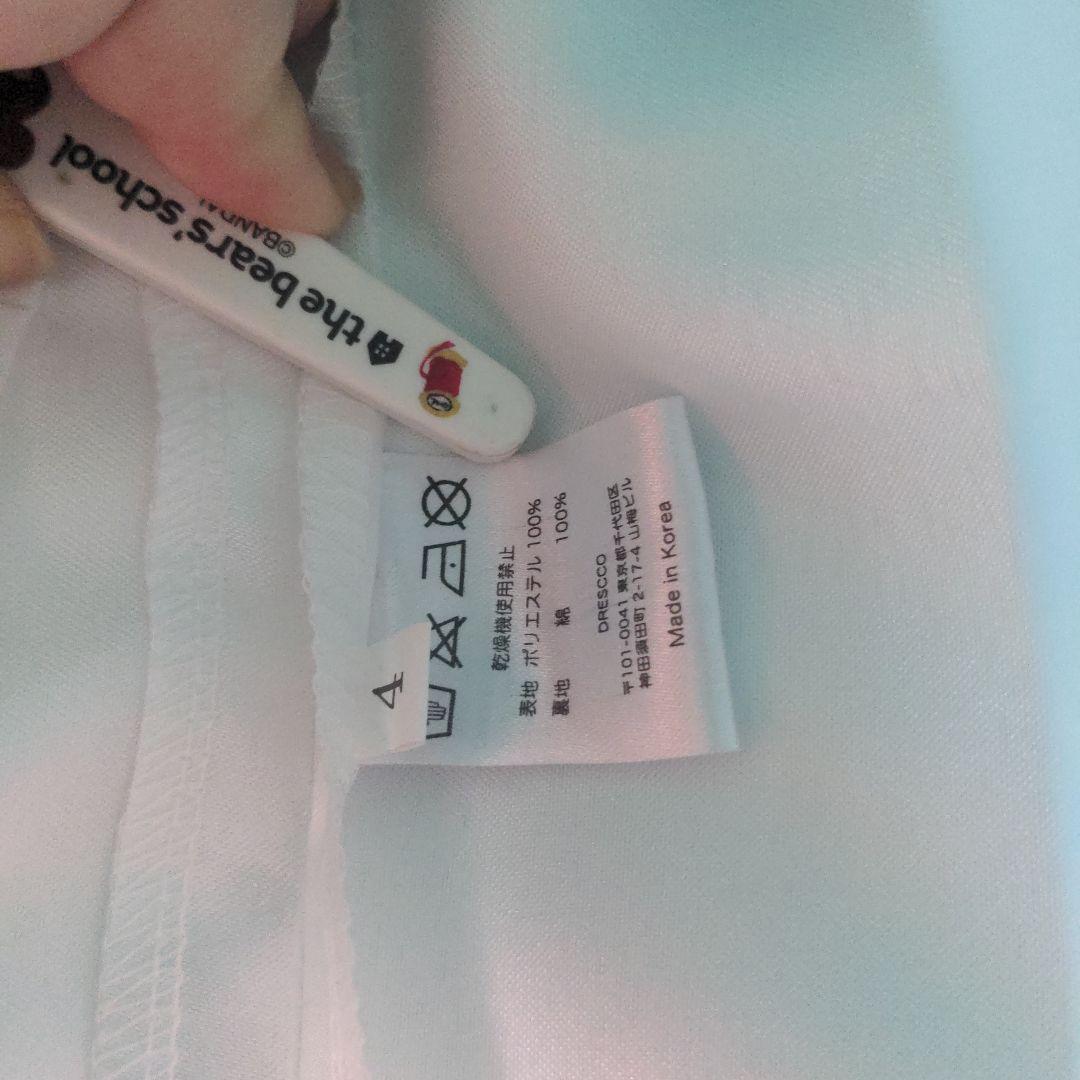 the bears' school
©BANDAI
4
乾燥機使用禁止
表地 ポリエステル 100%
裏地 綿 100%
DRESCCO
〒101-0041 東京都千代田区
神田須田町 2-17-4 山梅ビル
Made in Korea